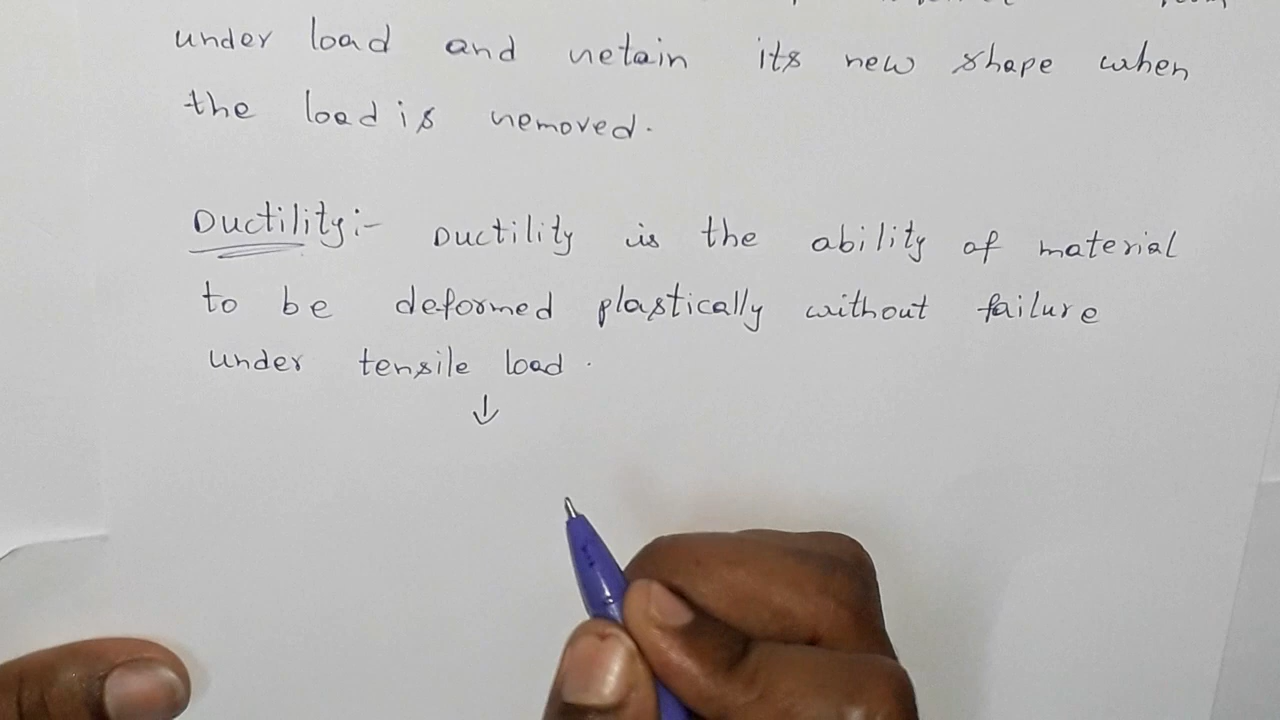 under load and retain its new shape when
the load is removed.
Ductility :- Ductility is the ability of material
to be deformed plastically without failure
under tensile load.
↓